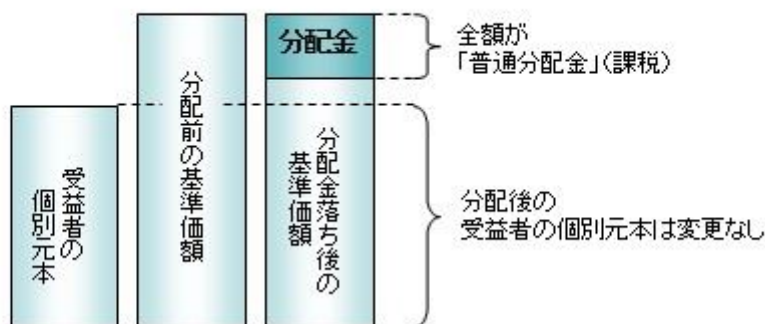 受益者の
個別元本
分配前の基準価額
分配金
分配金落ち後の
基準価額
全額が
「普通分配金」(課税)
分配後の
受益者の個別元本は変更なし